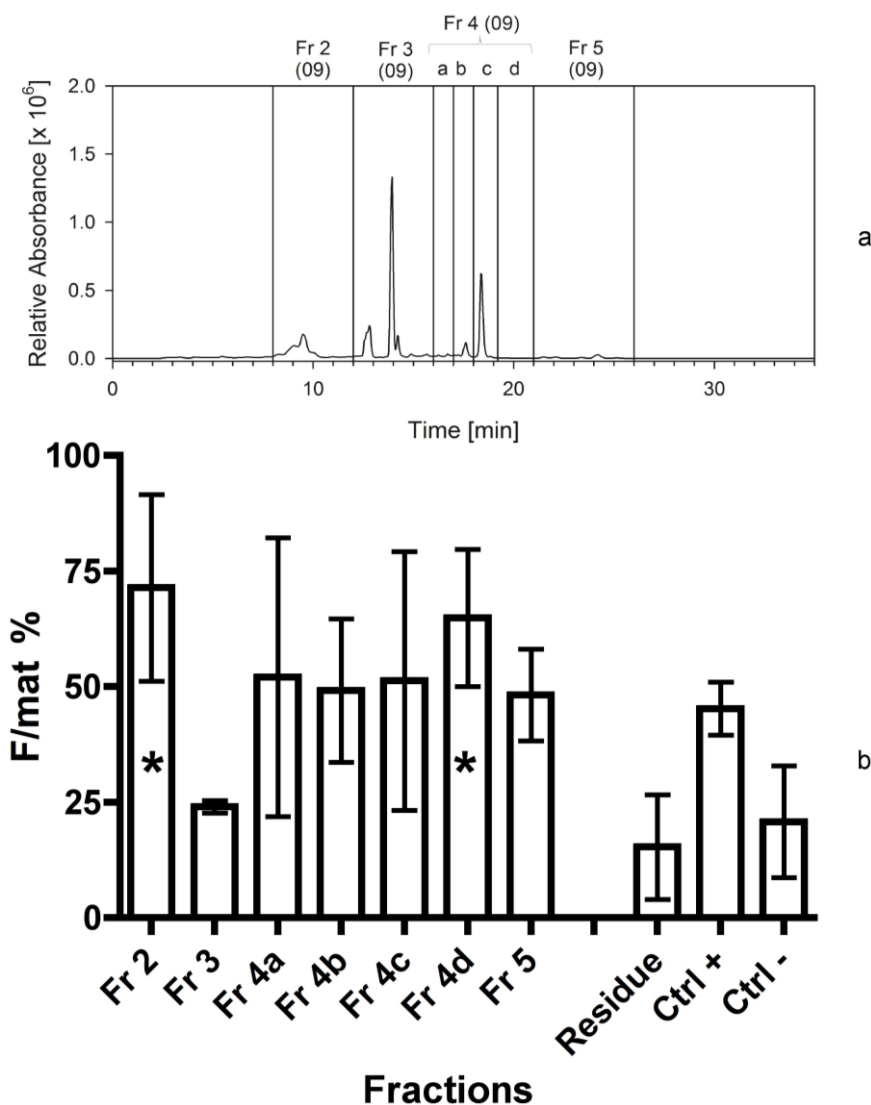 Fr 4 (09)
Fr 2
(09)
Fr 3
(09)
a b c d
Fr 5
(09)
2.0
1.5
1.0
0.5
0.0
Relative Absorbance [x 10⁶]
0 10 20 30
Time [min]
a
100
75
50
25
0
F/mat %
* *
b
Fr 2 Fr 3 Fr 4a Fr 4b Fr 4c Fr 4d Fr 5 Residue Ctrl + Ctrl -
Fractions